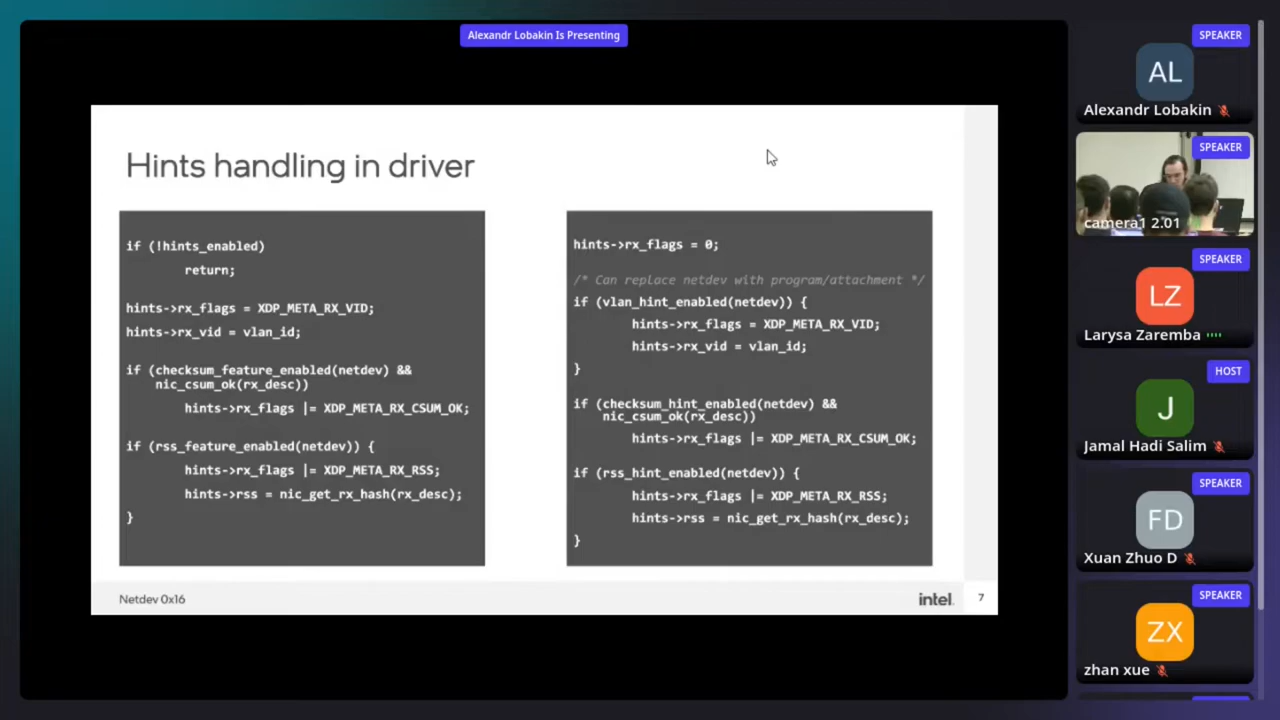 Alexandr Lobakin Is Presenting
Hints handling in driver
if (!hints_enabled)
return;
hints->rx_flags = XDP_META_RX_VID;
hints->rx_vid = vlan_id;
if (checksum_feature_enabled(netdev) &&
nic_csum_ok(rx_desc))
hints->rx_flags |= XDP_META_RX_CSUM_OK;
if (rss_feature_enabled(netdev)) {
hints->rx_flags |= XDP_META_RX_RSS;
hints->rss = nic_get_rx_hash(rx_desc);
}
hints->rx_flags = 0;
/* Can replace netdev with program/attachment */
if (vlan_hint_enabled(netdev)) {
hints->rx_flags = XDP_META_RX_VID;
hints->rx_vid = vlan_id;
}
if (checksum_hint_enabled(netdev) &&
nic_csum_ok(rx_desc))
hints->rx_flags |= XDP_META_RX_CSUM_OK;
if (rss_hint_enabled(netdev)) {
hints->rx_flags |= XDP_META_RX_RSS;
hints->rss = nic_get_rx_hash(rx_desc);
}
Netdev 0x16
intel.
7
SPEAKER
AL
Alexandr Lobakin
SPEAKER
camera1 2.01
SPEAKER
LZ
Larysa Zaremba
HOST
J
Jamal Hadi Salim
SPEAKER
FD
Xuan Zhuo D
SPEAKER
ZX
zhan xue